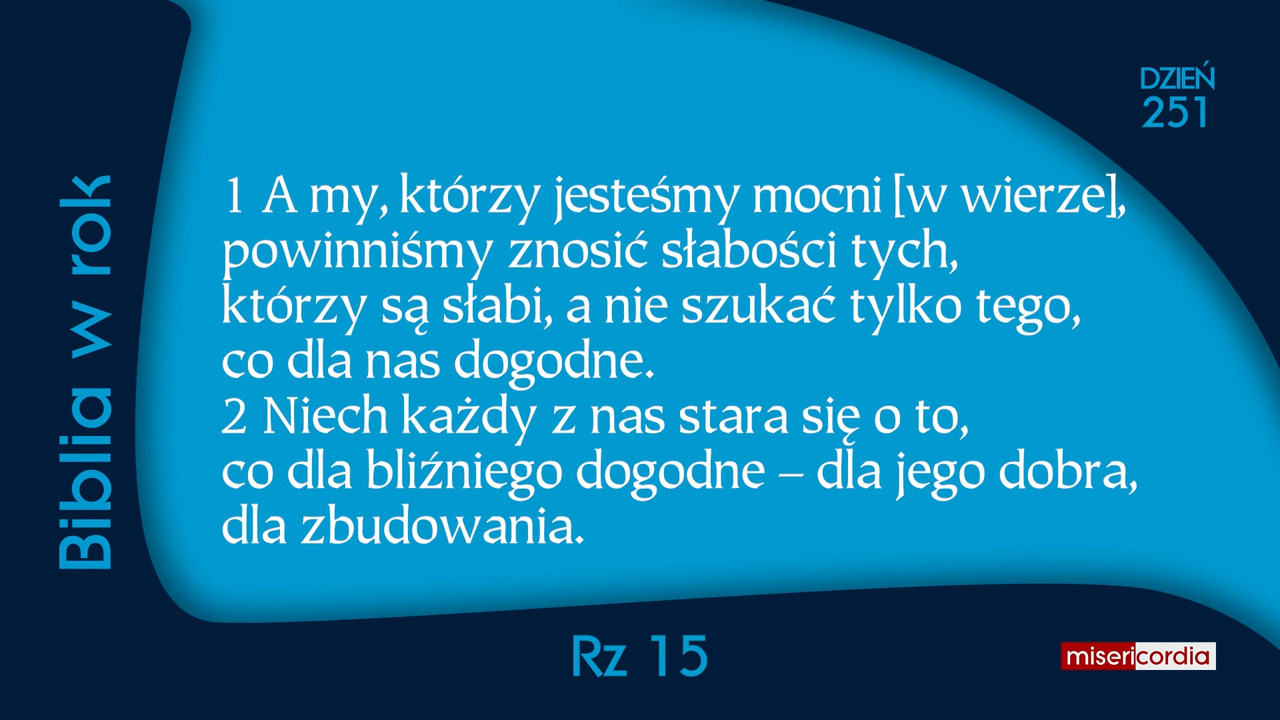 DZIEŃ
251
Biblia w rok
1 A my, którzy jesteśmy mocni [w wierze],
powinniśmy znosić słabości tych,
którzy są słabi, a nie szukać tylko tego,
co dla nas dogodne.
2 Niech każdy z nas stara się o to,
co dla bliźniego dogodne – dla jego dobra,
dla zbudowania.
Rz 15
misericordia